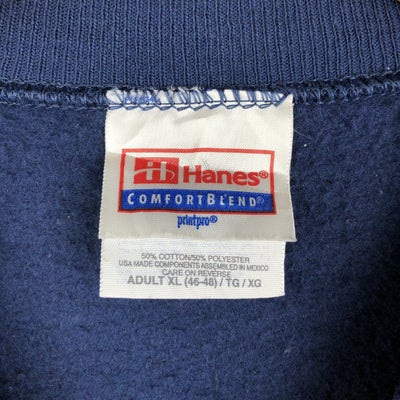 Hanes®
COMFORTBLEND®
printpro®
50% COTTON/50% POLYESTER
USA MADE COMPONENTS ASSEMBLED IN MEXICO
CARE ON REVERSE
ADULT XL (46-48) / TG / XG